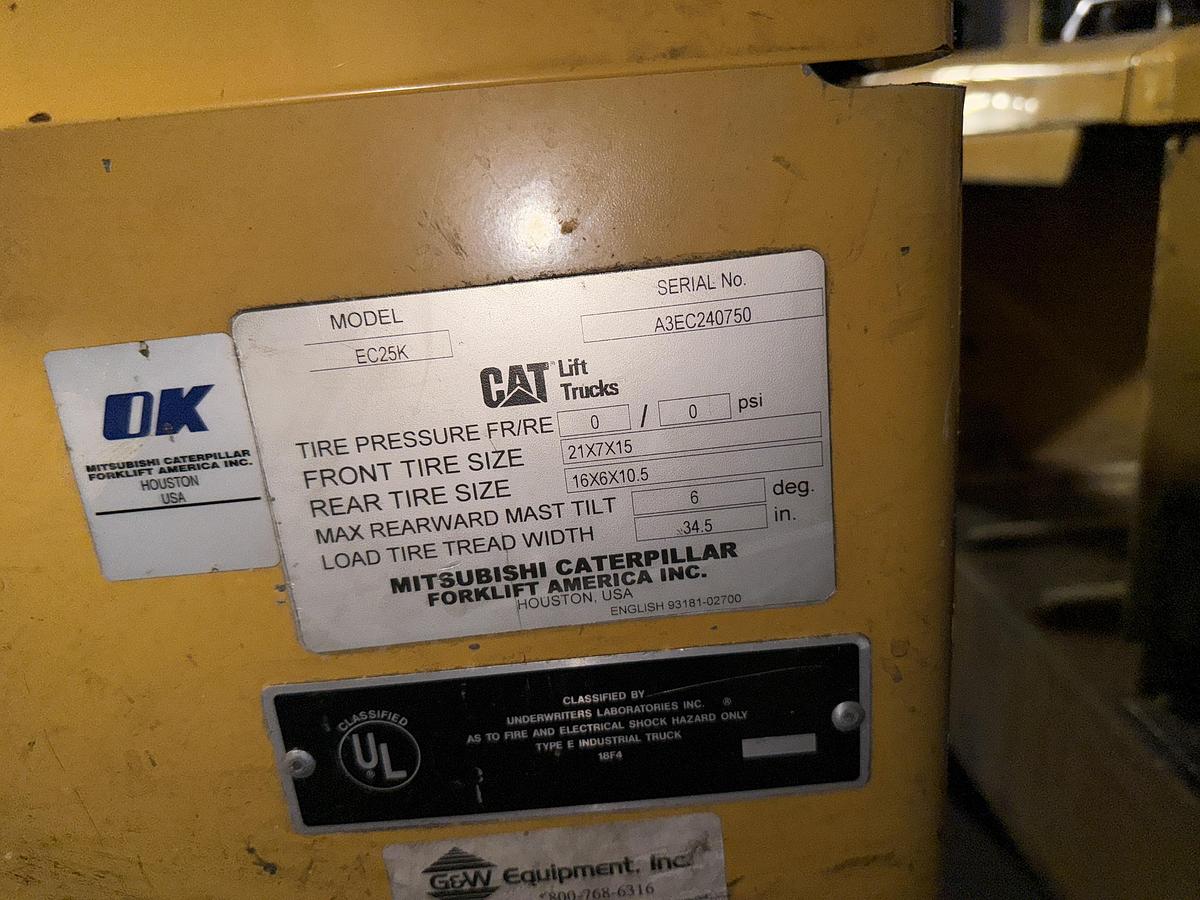 MODEL
EC25K
SERIAL No.
A3EC240750
CAT Lift
Trucks
TIRE PRESSURE FR/RE 0 / 0 psi
FRONT TIRE SIZE 21X7X15
REAR TIRE SIZE 16X6X10.5
MAX REARWARD MAST TILT 6 deg.
LOAD TIRE TREAD WIDTH 34.5 in.
MITSUBISHI CATERPILLAR
FORKLIFT AMERICA INC.
HOUSTON, USA
ENGLISH 93181-02700
OK
MITSUBISHI CATERPILLAR
FORKLIFT AMERICA INC.
HOUSTON
USA
CLASSIFIED
UL
CLASSIFIED BY
UNDERWRITERS LABORATORIES INC. ®
AS TO FIRE AND ELECTRICAL SHOCK HAZARD ONLY
TYPE E INDUSTRIAL TRUCK
18F4
G&W Equipment, Inc.
1-800-768-6316